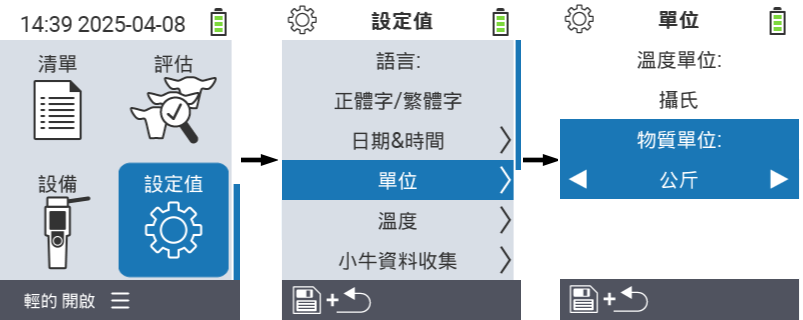 14:39 2025-04-08
清單
評估
設備
設定值
輕的 開啟
設定值
語言:
正體字/繁體字
日期&時間
單位
溫度
小牛資料收集
+
單位
溫度單位:
攝氏
物質單位:
公斤
+